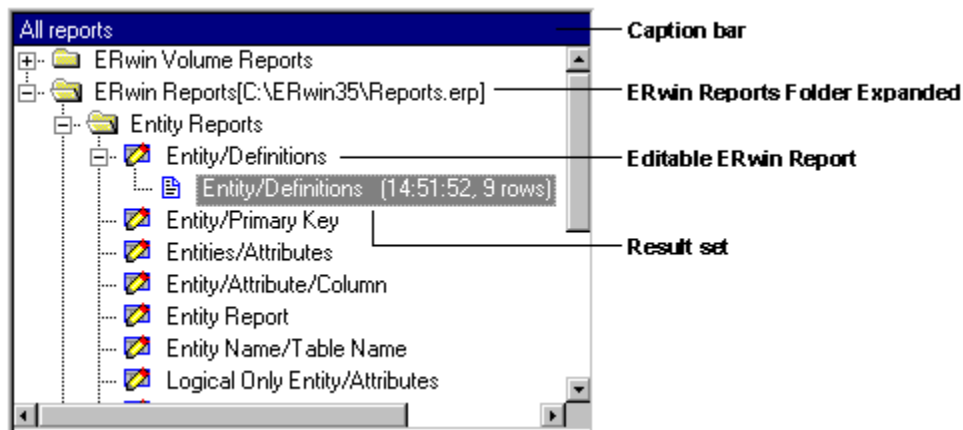 All reports
Caption bar
ERwin Volume Reports
ERwin Reports[C:\ERwin35\Reports.erp]
ERwin Reports Folder Expanded
Entity Reports
Entity/Definitions
Editable ERwin Report
Entity/Definitions (14:51:52, 9 rows)
Entity/Primary Key
Result set
Entities/Attributes
Entity/Attribute/Column
Entity Report
Entity Name/Table Name
Logical Only Entity/Attributes